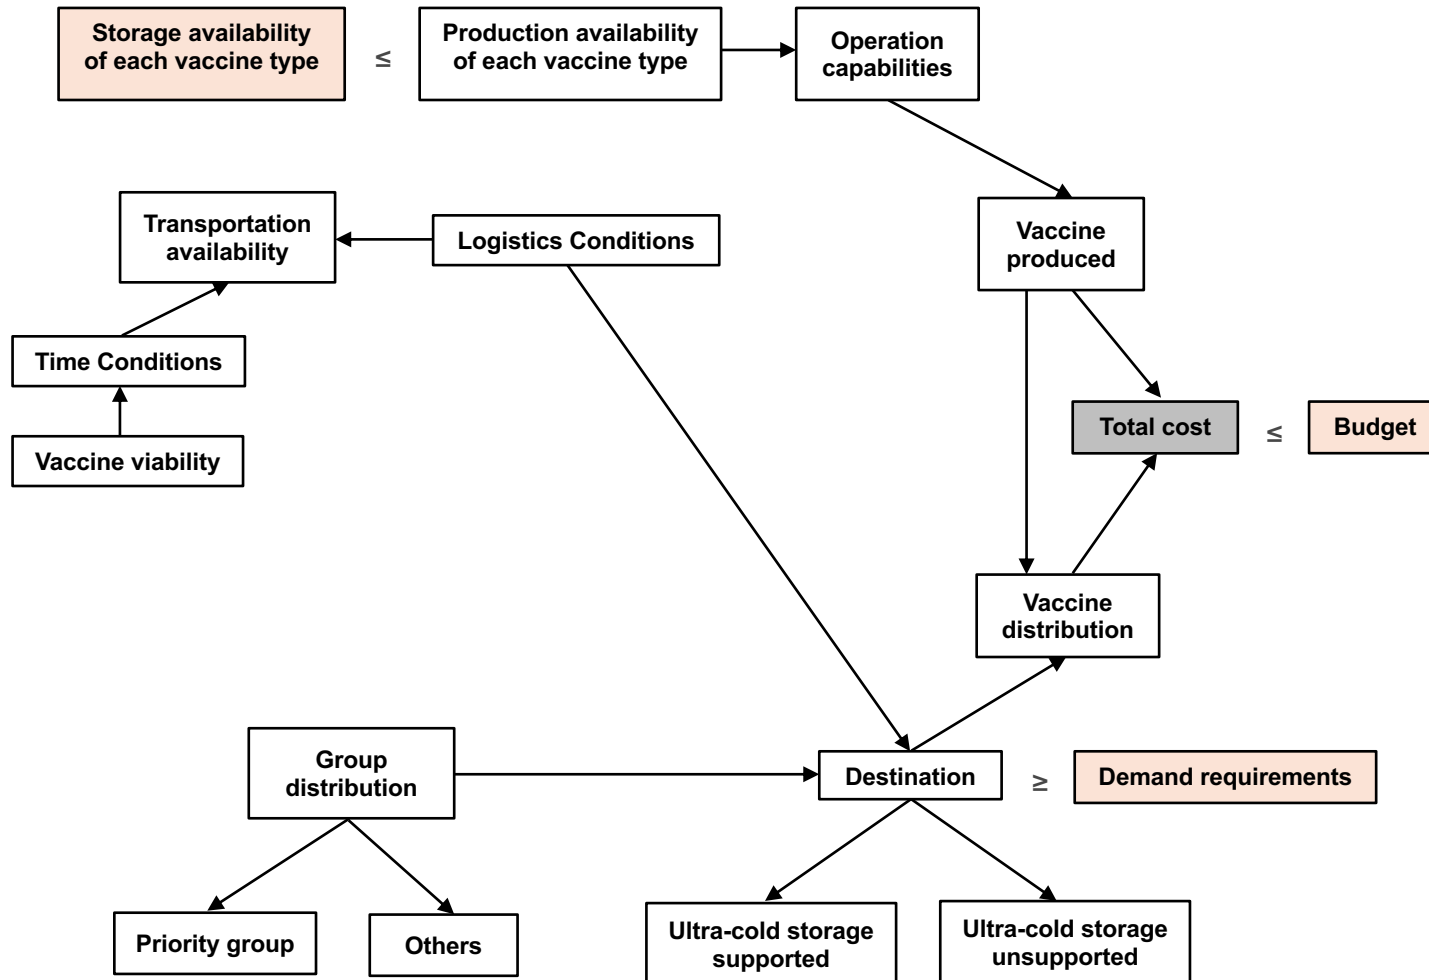 Storage availability
of each vaccine type
≤
Production availability
of each vaccine type
Operation
capabilities
Transportation
availability
Logistics Conditions
Vaccine
produced
Time Conditions
Vaccine viability
Total cost
≤
Budget
Vaccine
distribution
Group
distribution
Destination
≥
Demand requirements
Priority group
Others
Ultra-cold storage
supported
Ultra-cold storage
unsupported